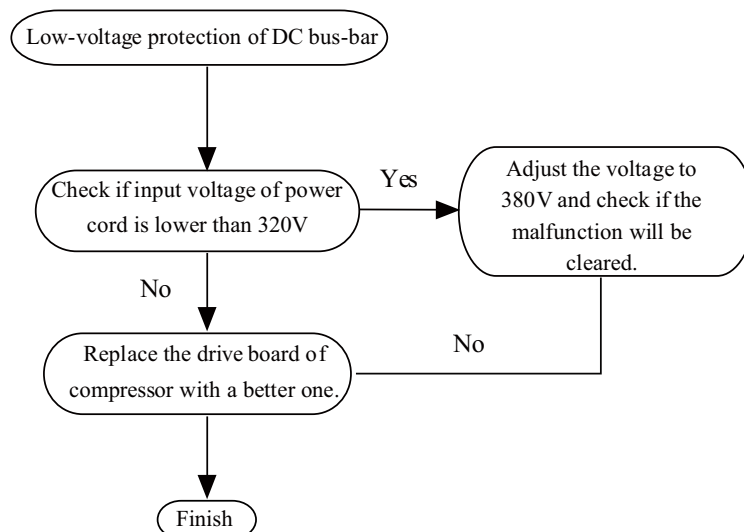 Low-voltage protection of DC bus-bar
Check if input voltage of power
cord is lower than 320V
Yes
Adjust the voltage to
380V and check if the
malfunction will be
cleared.
No
Replace the drive board of
compressor with a better one.
No
Finish